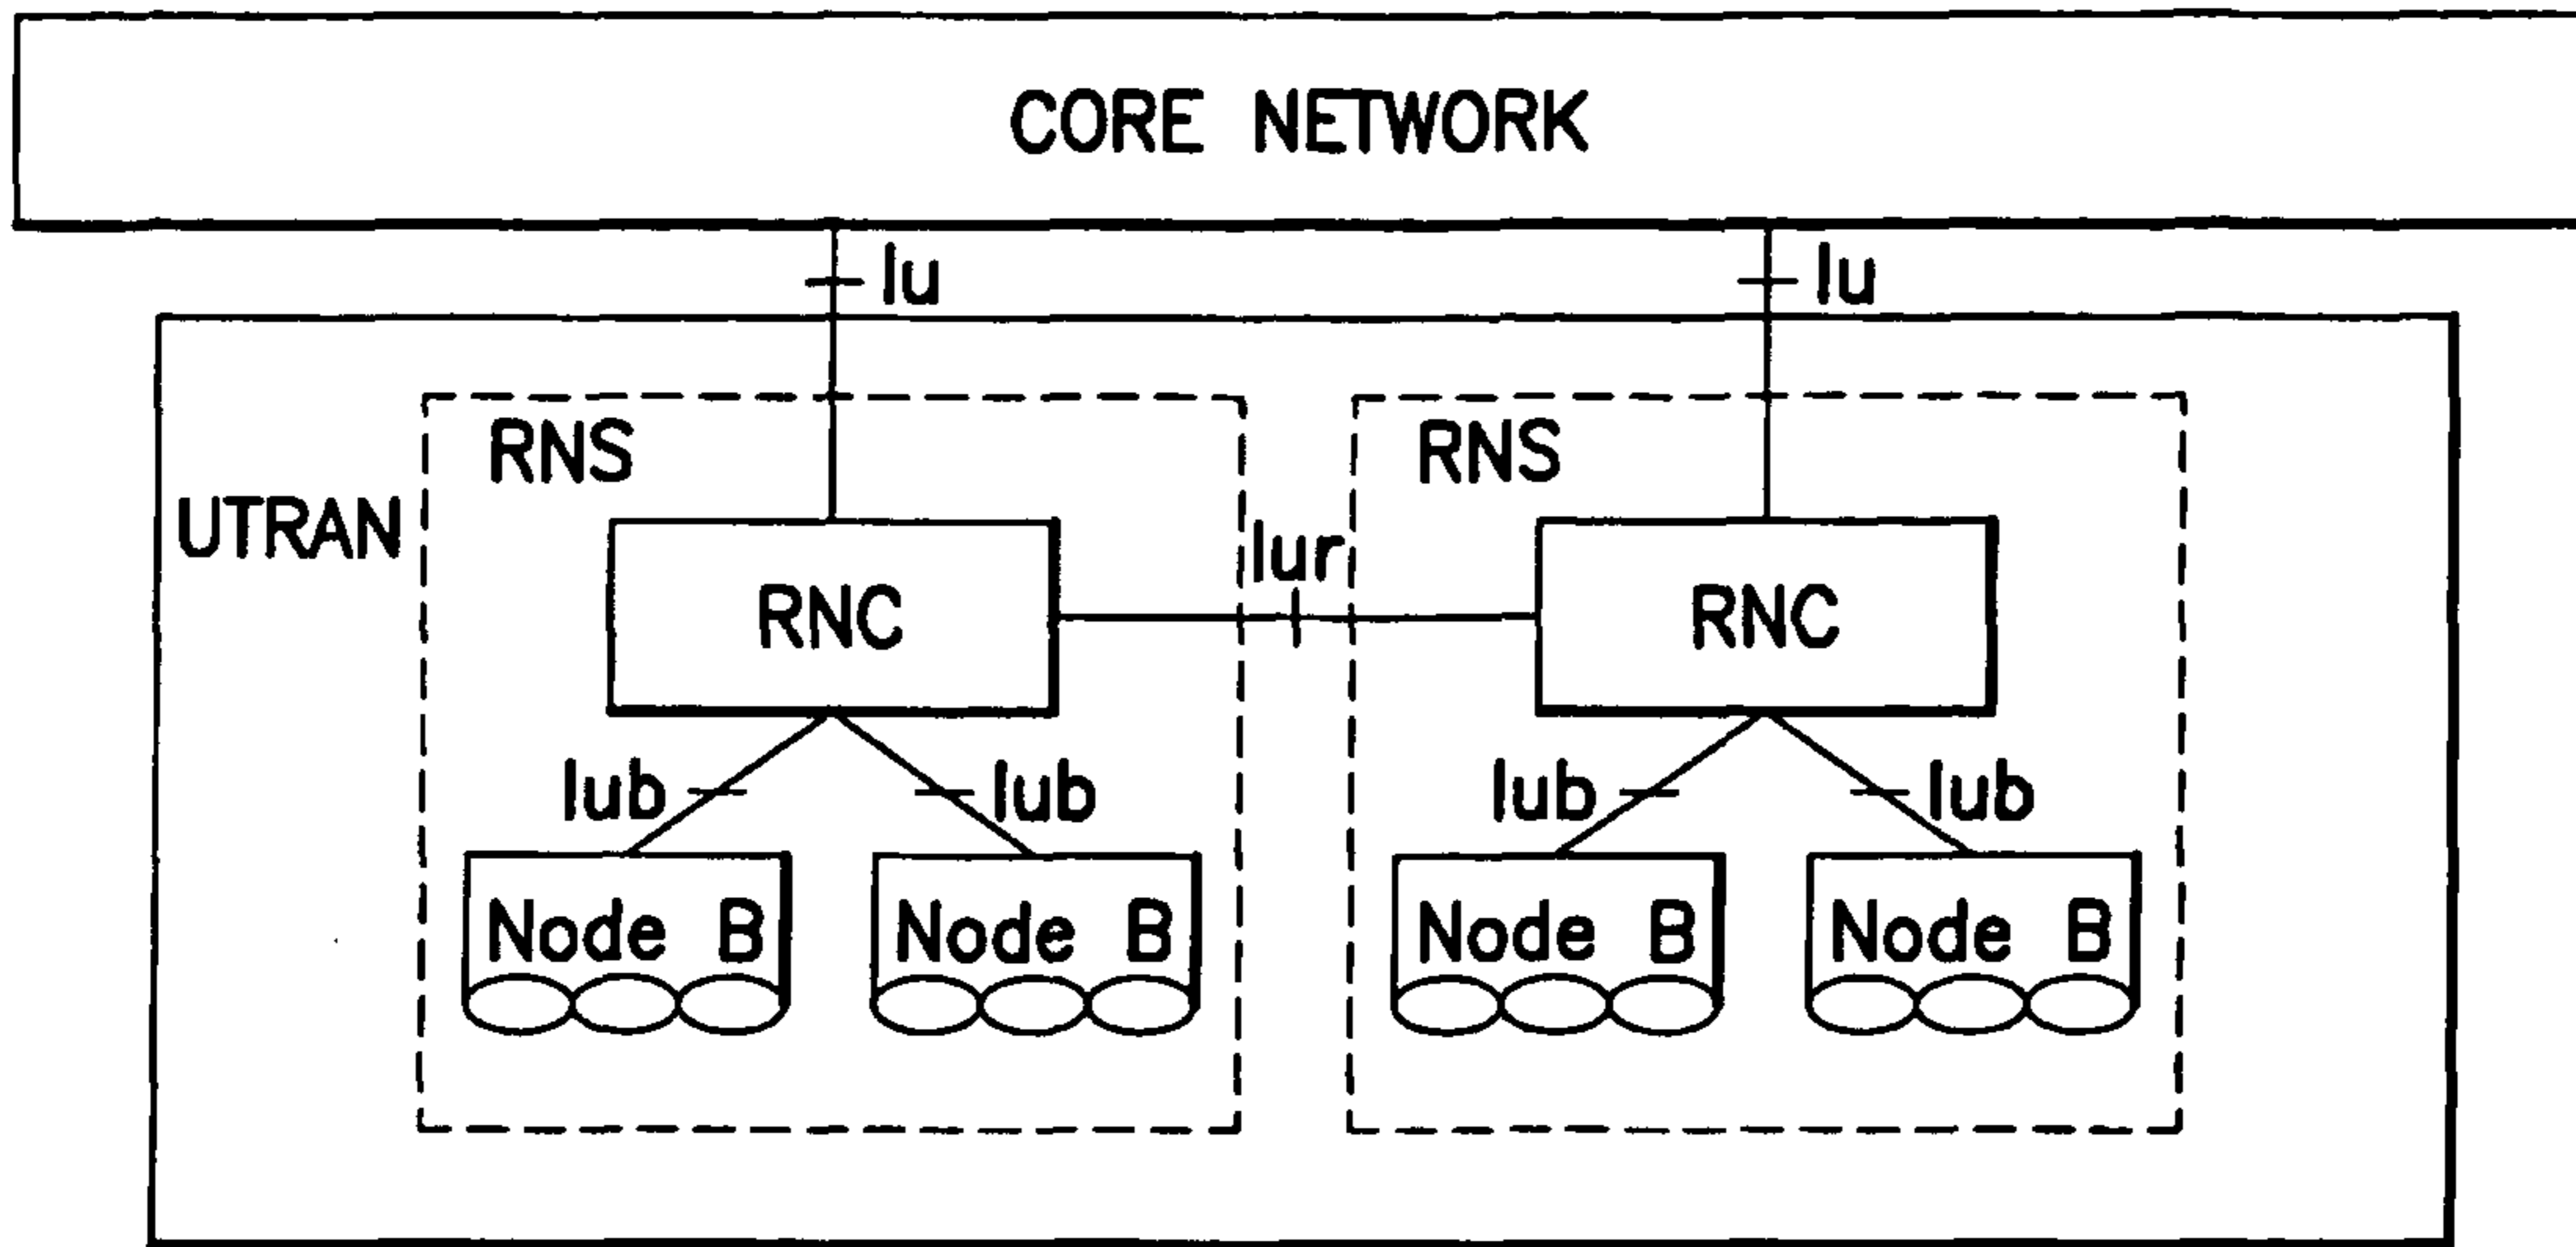 CORE NETWORK
Iu Iu
RNS RNS
UTRAN
Iur
RNC RNC
Iub Iub Iub Iub
Node B Node B Node B Node B